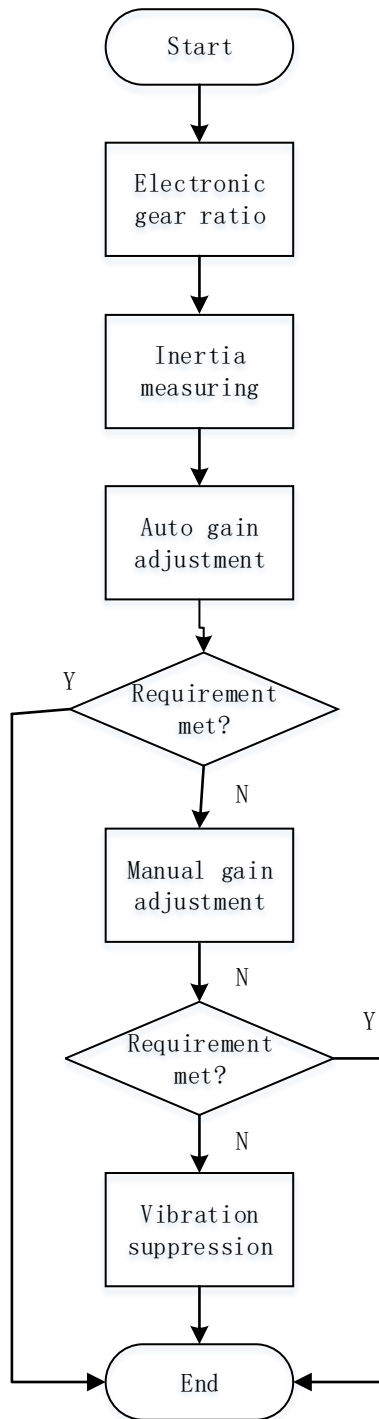 Start
Electronic
gear ratio
Inertia
measuring
Auto gain
adjustment
Y
Requirement
met?
N
Manual gain
adjustment
N
Y
Requirement
met?
N
Vibration
suppression
End